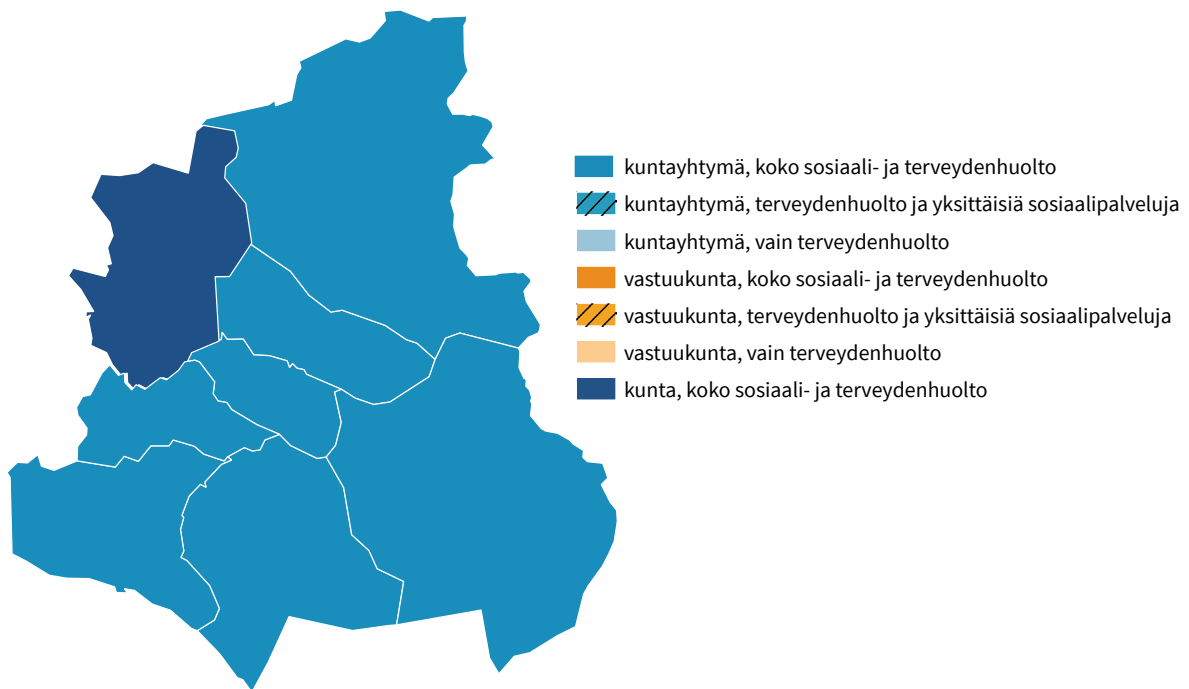 kuntayhtymä, koko sosiaali- ja terveydenhuolto
kuntayhtymä, terveydenhuolto ja yksittäisiä sosiaalipalveluja
kuntayhtymä, vain terveydenhuolto
vastuukunta, koko sosiaali- ja terveydenhuolto
vastuukunta, terveydenhuolto ja yksittäisiä sosiaalipalveluja
vastuukunta, vain terveydenhuolto
kunta, koko sosiaali- ja terveydenhuolto